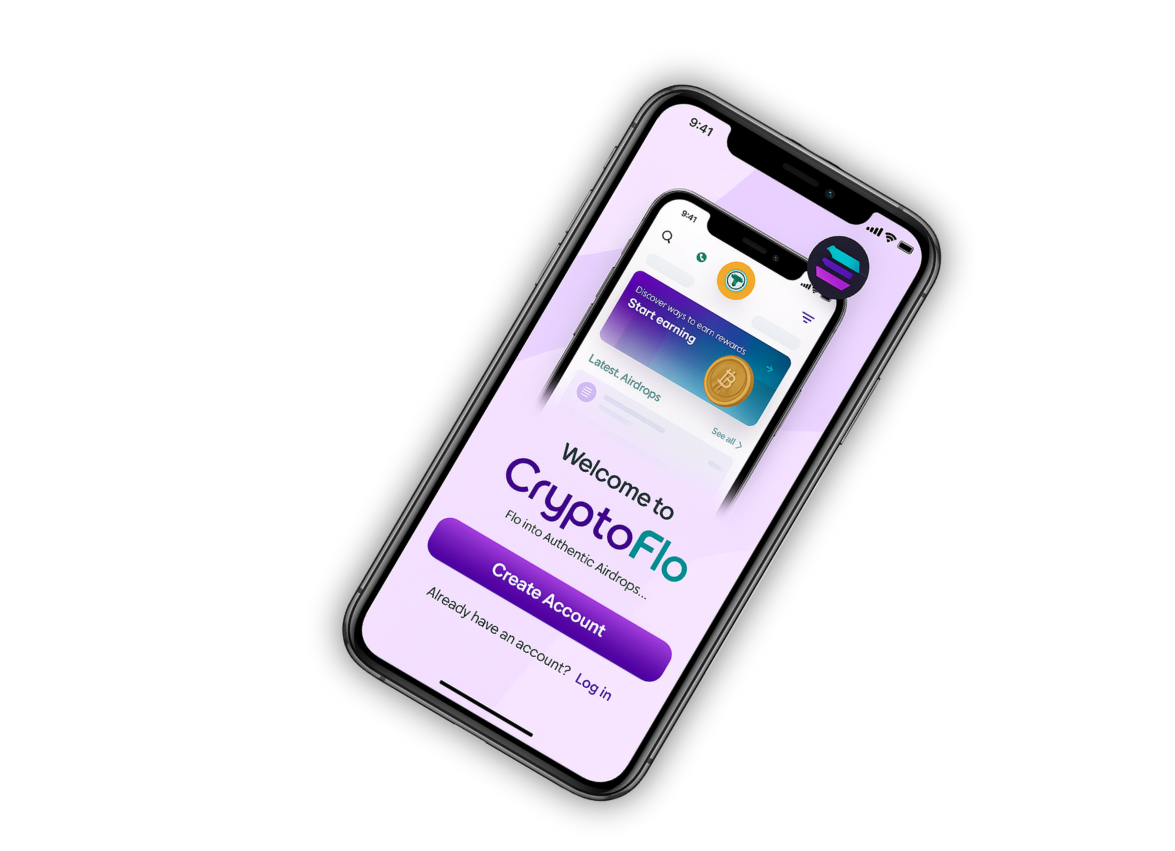 9:41
9:41
Discover ways to earn rewards
Start earning
Latest Airdrops
See all
Welcome to
CryptoFlo
Flo into Authentic Airdrops...
Create Account
Already have an account? Log in